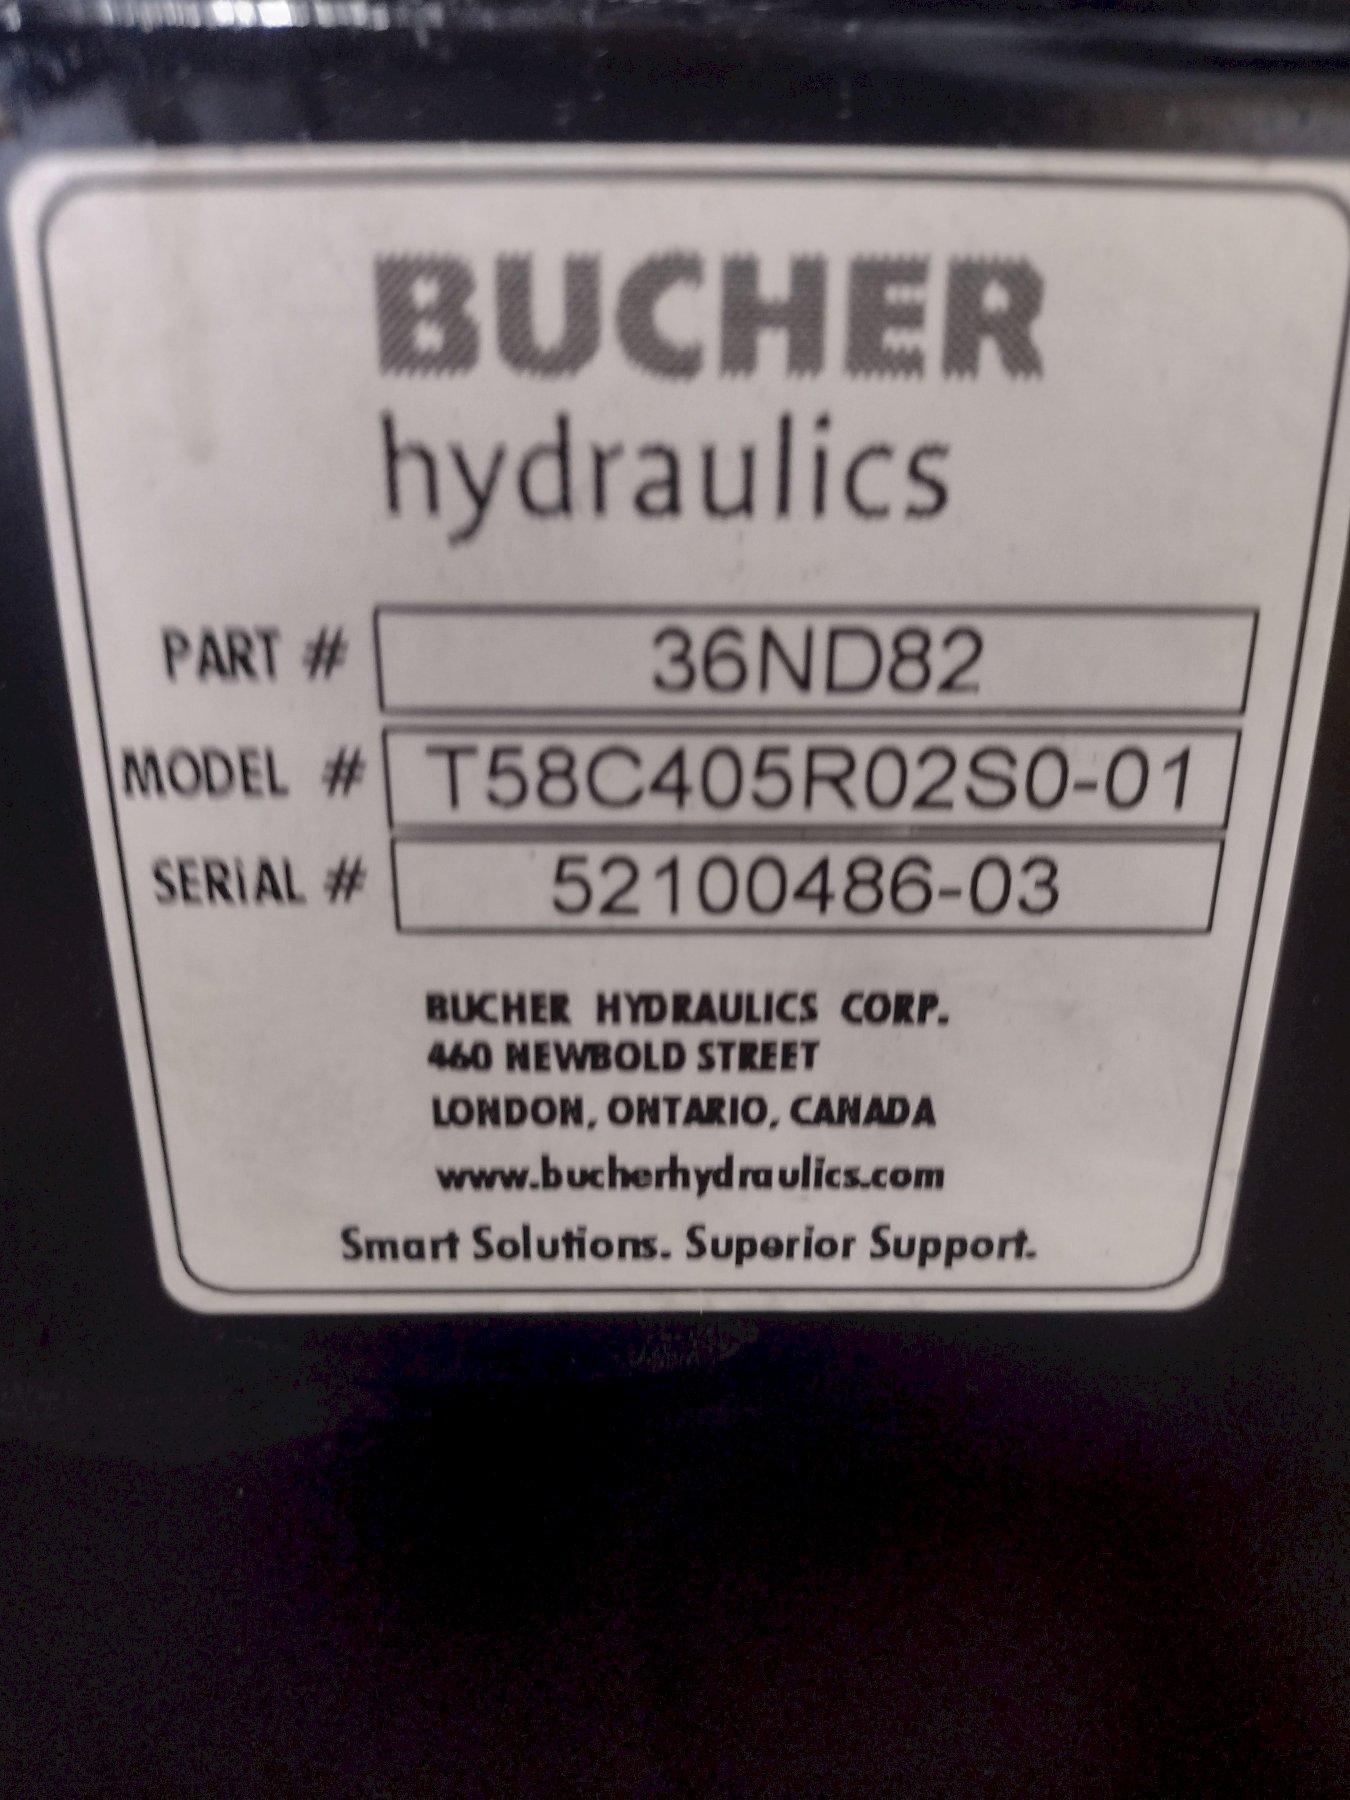 BUCHER
hydraulics
PART # 36ND82
MODEL # T58C405R02S0-01
SERIAL # 52100486-03
BUCHER HYDRAULICS CORP.
460 NEWBOLD STREET
LONDON, ONTARIO, CANADA
www.bucherhydraulics.com
Smart Solutions. Superior Support.